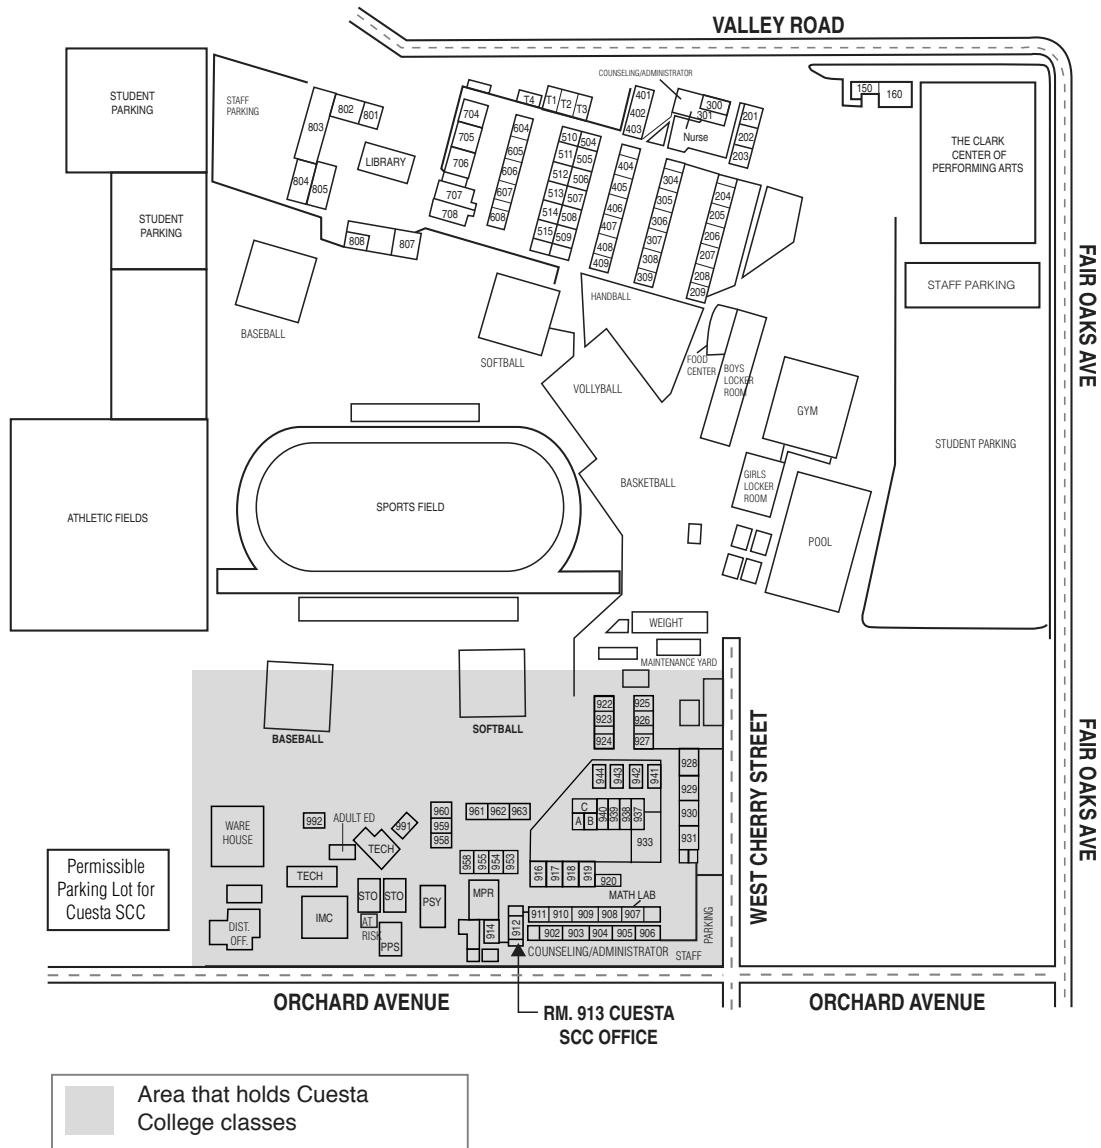 VALLEY ROAD
STUDENT
PARKING
STAFF
PARKING
802
801
803
LIBRARY
804
805
808
807
704
705
706
707
708
T4
T1
T2
T3
604
605
606
607
608
510
504
511
505
512
506
513
507
514
508
515
509
COUNSELING/ADMINISTRATOR
401
402
403
300
301
Nurse
201
202
203
404
405
406
407
408
409
304
305
306
307
308
309
204
205
206
207
208
209
150
160
THE CLARK
CENTER OF
PERFORMING ARTS
STUDENT
PARKING
STAFF PARKING
FAIR OAKS AVE
BASEBALL
SOFTBALL
HANDBALL
VOLLYBALL
FOOD
CENTER
BOYS
LOCKER
ROOM
GYM
STUDENT PARKING
BASKETBALL
GIRLS
LOCKER
ROOM
POOL
ATHLETIC FIELDS
SPORTS FIELD
WEIGHT
MAINTENANCE YARD
BASEBALL
SOFTBALL
922
923
924
925
926
927
WEST CHERRY STREET
FAIR OAKS AVE
928
929
930
931
944
943
942
941
C
A
B
940
939
938
937
933
WARE
HOUSE
992
ADULT ED
991
TECH
960
959
958
961
962
963
958
955
954
953
916
917
918
919
920
MATH LAB
TECH
STO
STO
PSY
MPR
IMC
AT
RISK
PPS
DIST.
OFF.
914
912
911
910
909
908
907
902
903
904
905
906
COUNSELING/ADMINISTRATOR
STAFF
PARKING
Permissible
Parking Lot for
Cuesta SCC
ORCHARD AVENUE
ORCHARD AVENUE
RM. 913 CUESTA
SCC OFFICE
Area that holds Cuesta
College classes